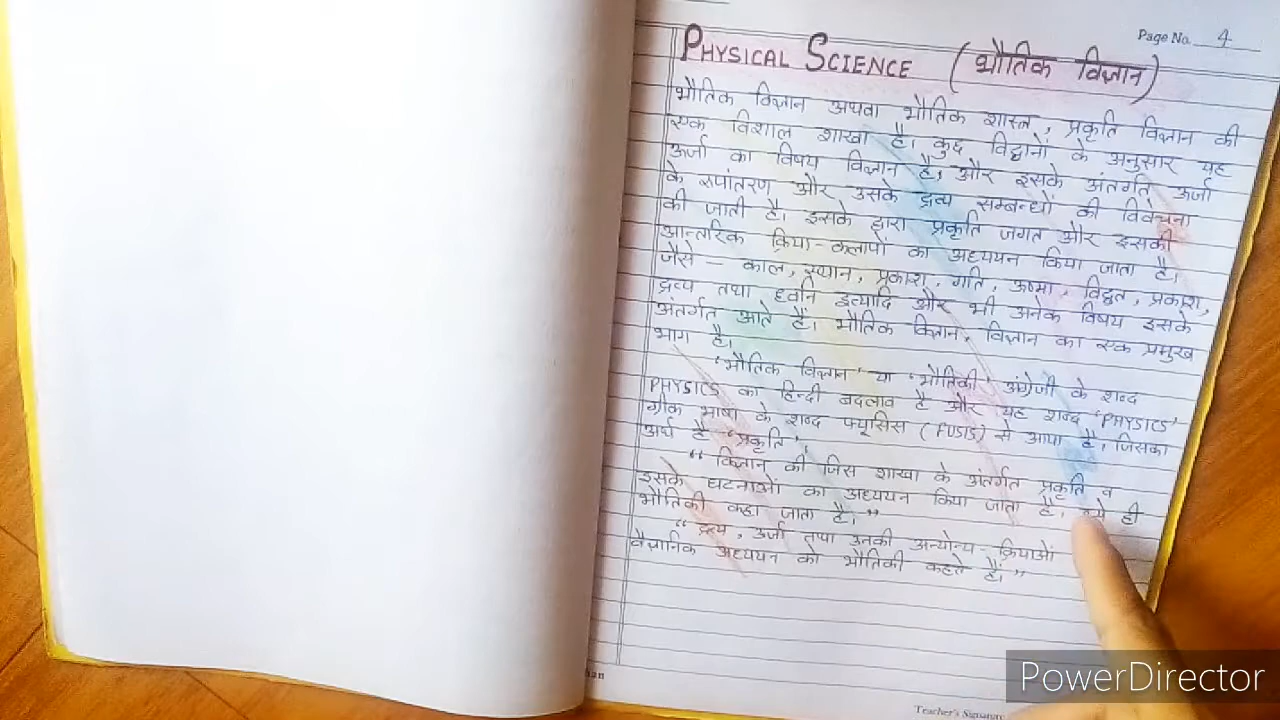 Page No. 4
PHYSICAL SCIENCE (भौतिक विज्ञान)
भौतिक विज्ञान अथवा भौतिक शास्त्र, प्रकृति विज्ञान की
एक विशाल शाखा है। कुछ विद्वानों के अनुसार यह
ऊर्जा का विषय विज्ञान है, और इसके अंतर्गत ऊर्जा
के रूपांतरण और उसके द्रव्य सम्बन्धों की विवेचना
की जाती है। इसके द्वारा प्रकृति जगत और इसकी
आन्तरिक क्रिया-कलापों का अध्ययन किया जाता है।
जैसे — काल, स्थान, प्रकाश, गति, ऊष्मा, विद्युत, प्रकाश,
द्रव्य तथा ध्वनि इत्यादि और भी अनेक विषय इसके
अंतर्गत आते हैं। भौतिक विज्ञान, विज्ञान का एक प्रमुख
भाग है।
'भौतिक विज्ञान' या 'भौतिकी' अंग्रेजी के शब्द
PHYSICS का हिन्दी बदलाव है और यह शब्द 'PHYSICS'
ग्रीक भाषा के शब्द फ्यूसिस (FUSIS) से आया है, जिसका
अर्थ है 'प्रकृति',
“ विज्ञान की जिस शाखा के अंतर्गत प्रकृति व
इसके घटनाओं का अध्ययन किया जाता है, ही
भौतिकी कहा जाता है।”
“ द्रव्य, उर्जा तथा उनकी अन्योन्य-क्रियाओं
वैज्ञानिक अध्ययन को भौतिकी कहते हैं।”
Teacher's Signature
PowerDirector